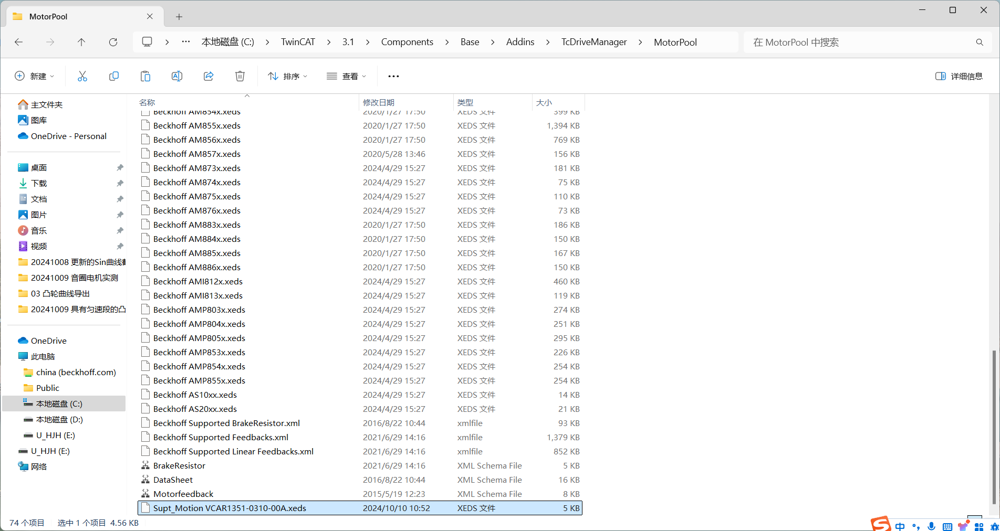 MotorPool
本地磁盘 (C:) TwinCAT 3.1 Components Base Addins TcDriveManager MotorPool
在 MotorPool 中搜索
新建 排序 查看 详细信息
名称 修改日期 类型 大小
Beckhoff AM854x.xeds 2020/1/27 17:50 XEDS 文件 399 KB
Beckhoff AM855x.xeds 2020/1/27 17:50 XEDS 文件 1,394 KB
Beckhoff AM856x.xeds 2020/1/27 17:50 XEDS 文件 769 KB
Beckhoff AM857x.xeds 2020/5/28 13:46 XEDS 文件 156 KB
Beckhoff AM873x.xeds 2024/4/29 15:27 XEDS 文件 181 KB
Beckhoff AM874x.xeds 2024/4/29 15:27 XEDS 文件 75 KB
Beckhoff AM875x.xeds 2024/4/29 15:27 XEDS 文件 110 KB
Beckhoff AM876x.xeds 2024/4/29 15:27 XEDS 文件 73 KB
Beckhoff AM883x.xeds 2020/1/27 17:50 XEDS 文件 186 KB
Beckhoff AM884x.xeds 2020/1/27 17:50 XEDS 文件 150 KB
Beckhoff AM885x.xeds 2020/1/27 17:50 XEDS 文件 167 KB
Beckhoff AM886x.xeds 2020/1/27 17:50 XEDS 文件 150 KB
Beckhoff AMI812x.xeds 2024/4/29 15:27 XEDS 文件 460 KB
Beckhoff AMI813x.xeds 2024/4/29 15:27 XEDS 文件 119 KB
Beckhoff AMP803x.xeds 2024/4/29 15:27 XEDS 文件 274 KB
Beckhoff AMP804x.xeds 2024/4/29 15:27 XEDS 文件 251 KB
Beckhoff AMP805x.xeds 2024/4/29 15:27 XEDS 文件 295 KB
Beckhoff AMP853x.xeds 2024/4/29 15:27 XEDS 文件 226 KB
Beckhoff AMP854x.xeds 2024/4/29 15:27 XEDS 文件 254 KB
Beckhoff AMP855x.xeds 2024/4/29 15:27 XEDS 文件 254 KB
Beckhoff AS10xx.xeds 2024/4/29 15:27 XEDS 文件 14 KB
Beckhoff AS20xx.xeds 2024/4/29 15:27 XEDS 文件 21 KB
Beckhoff Supported BrakeResistor.xml 2016/8/22 10:44 xmlfile 93 KB
Beckhoff Supported Feedbacks.xml 2021/6/29 14:16 xmlfile 1,379 KB
Beckhoff Supported Linear Feedbacks.xml 2021/6/29 14:16 xmlfile 852 KB
BrakeResistor 2021/6/29 14:16 XML Schema File 5 KB
DataSheet 2016/8/22 10:44 XML Schema File 16 KB
Motorfeedback 2015/5/19 12:23 XML Schema File 8 KB
Supt_Motion VCAR1351-0310-00A.xeds 2024/10/10 10:52 XEDS 文件 5 KB
主文件夹
图库
OneDrive - Personal
桌面
下载
文档
图片
音乐
视频
20241008 更新的Sin曲线
20241009 音圈电机实测
03 凸轮曲线导出
20241009 具有匀速段的凸
OneDrive
此电脑
china (beckhoff.com)
Public
本地磁盘 (C:)
本地磁盘 (D:)
U_HJH (E:)
U_HJH (E:)
网络
74 个项目 选中 1 个项目 4.56 KB
中